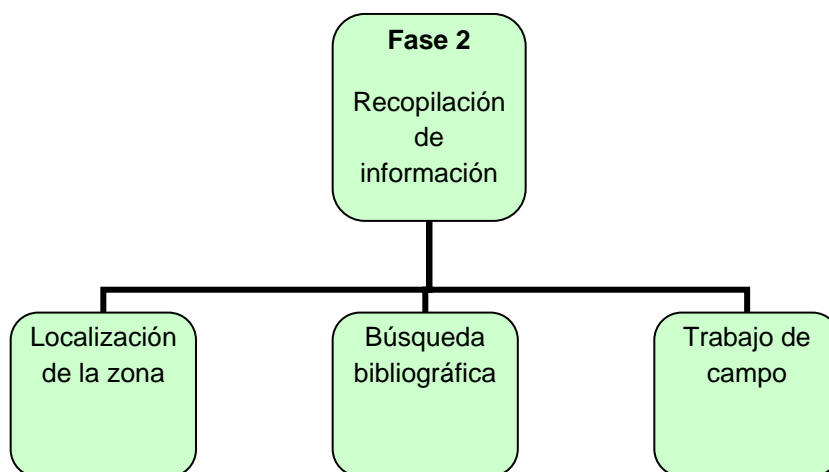 Fase 2
Recopilación
de
información
Localización
de la zona
Búsqueda
bibliográfica
Trabajo de
campo